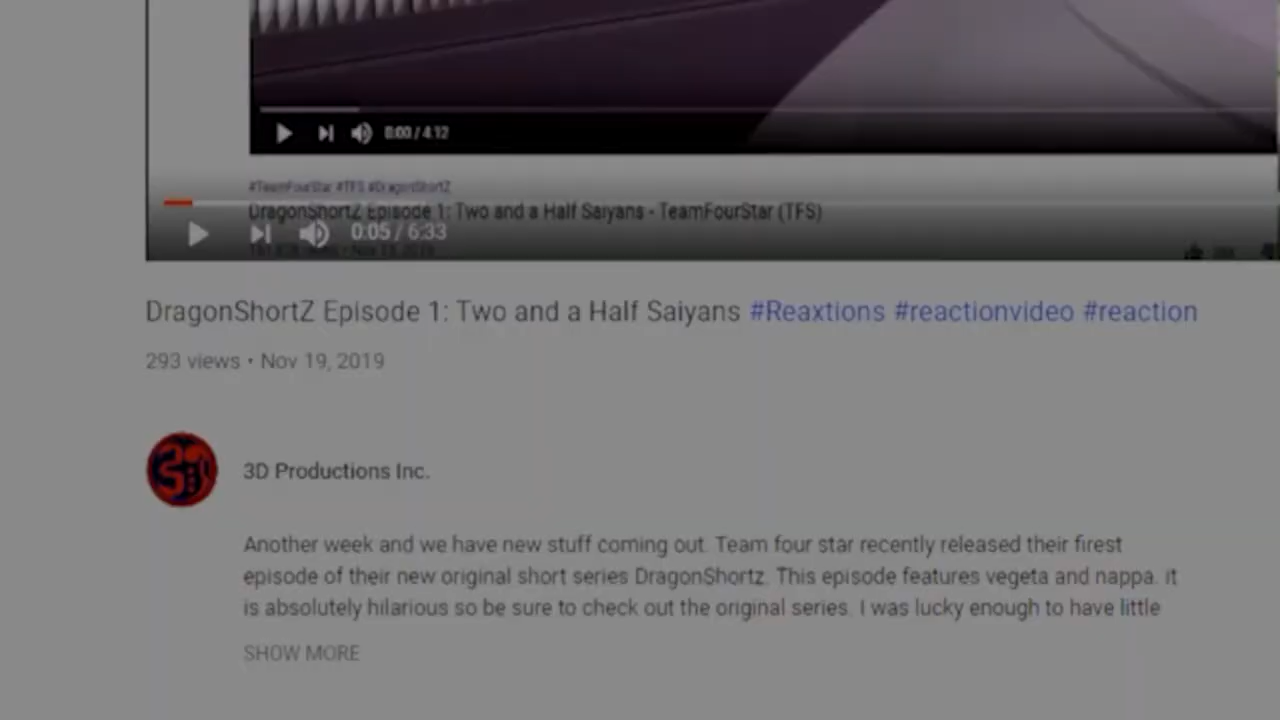 0:00 / 4:12
#TeamFourStar #TFS #DragonShortZ
DragonShortZ Episode 1: Two and a Half Saiyans - TeamFourStar (TFS)
0:05 / 6:33
DragonShortZ Episode 1: Two and a Half Saiyans #Reaxtions #reactionvideo #reaction
293 views • Nov 19, 2019
3D Productions Inc.
Another week and we have new stuff coming out. Team four star recently released their firest
episode of their new original short series DragonShortz. This episode features vegeta and nappa. it
is absolutely hilarious so be sure to check out the original series. I was lucky enough to have little
SHOW MORE